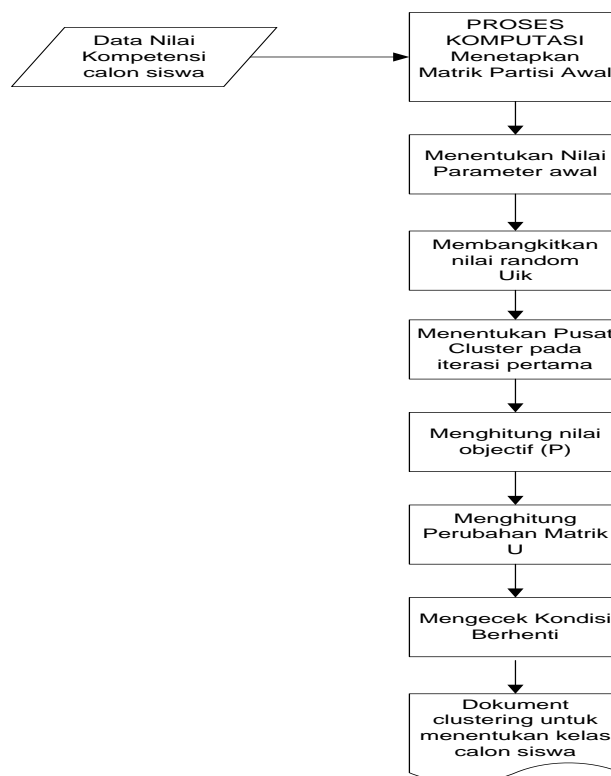 Data Nilai
Kompetensi
calon siswa
PROSES
KOMPUTASI
Menetapkan
Matrik Partisi Awal
Menentukan Nilai
Parameter awal
Membangkitkan
nilai random
Uik
Menentukan Pusat
Cluster pada
iterasi pertama
Menghitung nilai
objectif (P)
Menghitung
Perubahan Matrik
U
Mengecek Kondisi
Berhenti
Dokument
clustering untuk
menentukan kelas
calon siswa